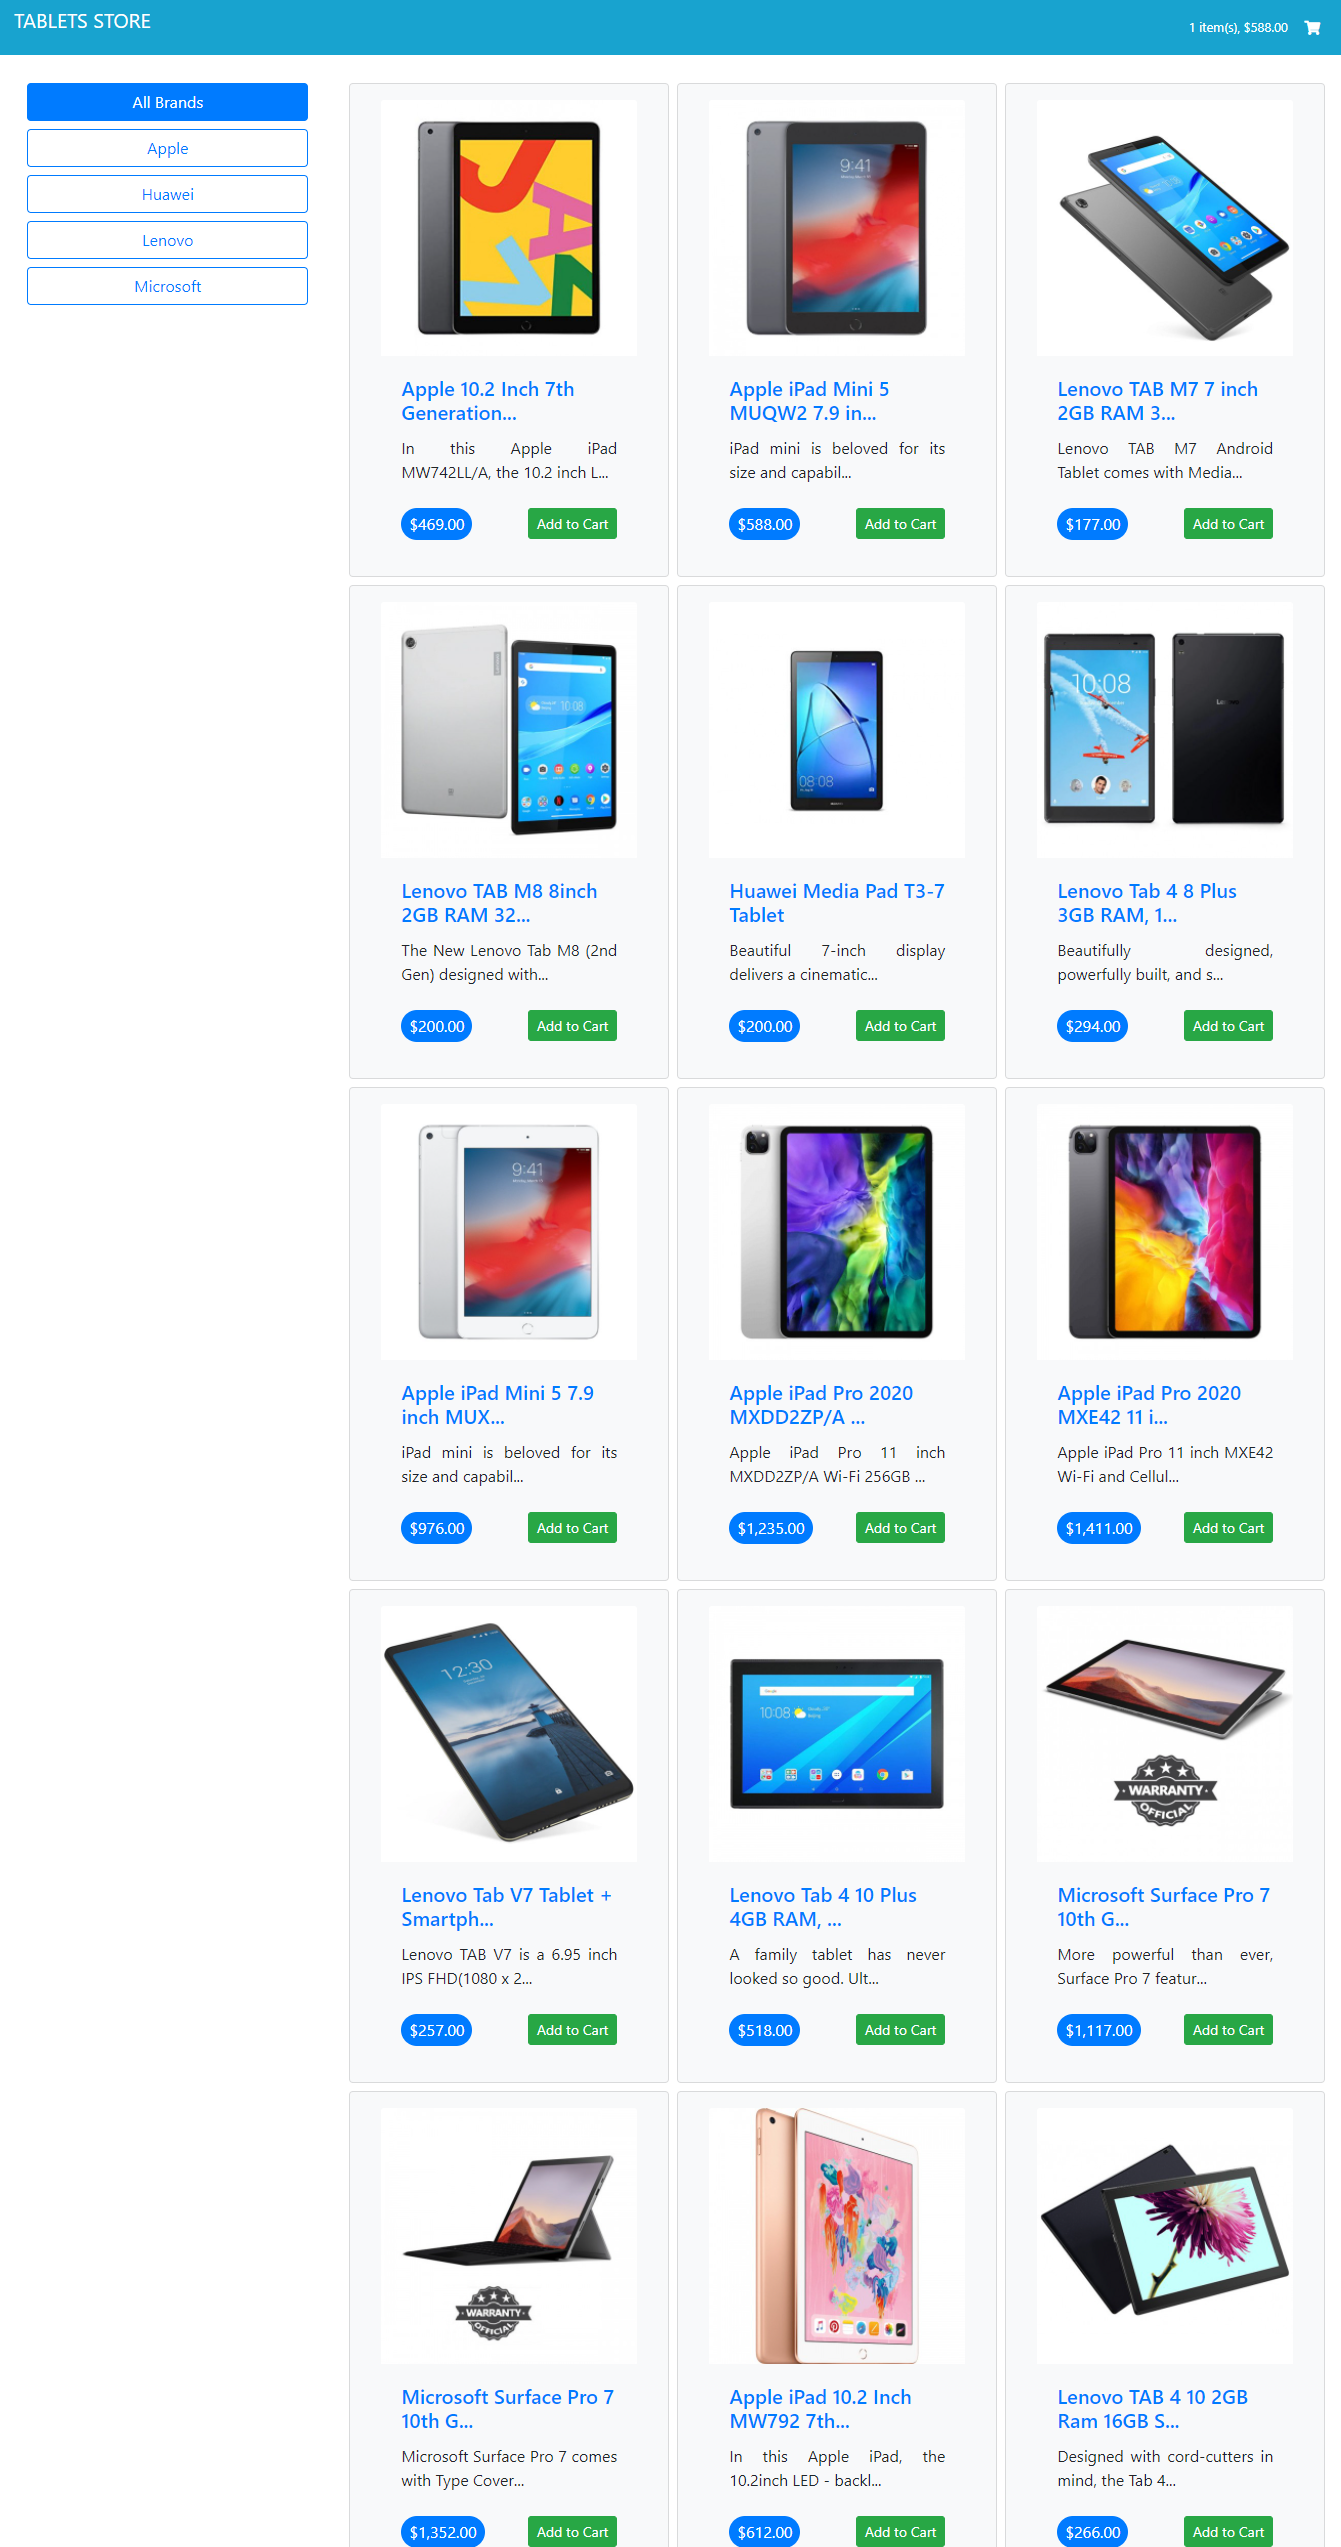 TABLETS STORE
1 item(s), $588.00
All Brands
Apple
Huawei
Lenovo
Microsoft
9:41
Apple 10.2 Inch 7th
Generation...
In this Apple iPad
MW742LL/A, the 10.2 inch L...
$469.00
Add to Cart
Apple iPad Mini 5
MUQW2 7.9 in...
iPad mini is beloved for its
size and capabil...
$588.00
Add to Cart
Lenovo TAB M7 7 inch
2GB RAM 3...
Lenovo TAB M7 Android
Tablet comes with Media...
$177.00
Add to Cart
10:08
08:08
10:08
Lenovo TAB M8 8inch
2GB RAM 32...
The New Lenovo Tab M8 (2nd
Gen) designed with...
$200.00
Add to Cart
Huawei Media Pad T3-7
Tablet
Beautiful 7-inch display
delivers a cinematic...
$200.00
Add to Cart
Lenovo Tab 4 8 Plus
3GB RAM, 1...
Beautifully designed,
powerfully built, and s...
$294.00
Add to Cart
9:41
Apple iPad Mini 5 7.9
inch MUX...
iPad mini is beloved for its
size and capabil...
$976.00
Add to Cart
Apple iPad Pro 2020
MXDD2ZP/A ...
Apple iPad Pro 11 inch
MXDD2ZP/A Wi-Fi 256GB ...
$1,235.00
Add to Cart
Apple iPad Pro 2020
MXE42 11 i...
Apple iPad Pro 11 inch MXE42
Wi-Fi and Cellul...
$1,411.00
Add to Cart
12:30
10:08
WARRANTY
OFFICIAL
Lenovo Tab V7 Tablet +
Smartph...
Lenovo TAB V7 is a 6.95 inch
IPS FHD(1080 x 2...
$257.00
Add to Cart
Lenovo Tab 4 10 Plus
4GB RAM, ...
A family tablet has never
looked so good. Ult...
$518.00
Add to Cart
Microsoft Surface Pro 7
10th G...
More powerful than ever,
Surface Pro 7 featur...
$1,117.00
Add to Cart
WARRANTY
OFFICIAL
Microsoft Surface Pro 7
10th G...
Microsoft Surface Pro 7 comes
with Type Cover...
$1,352.00
Add to Cart
Apple iPad 10.2 Inch
MW792 7th...
In this Apple iPad, the
10.2inch LED - backl...
$612.00
Add to Cart
Lenovo TAB 4 10 2GB
Ram 16GB S...
Designed with cord-cutters in
mind, the Tab 4...
$266.00
Add to Cart